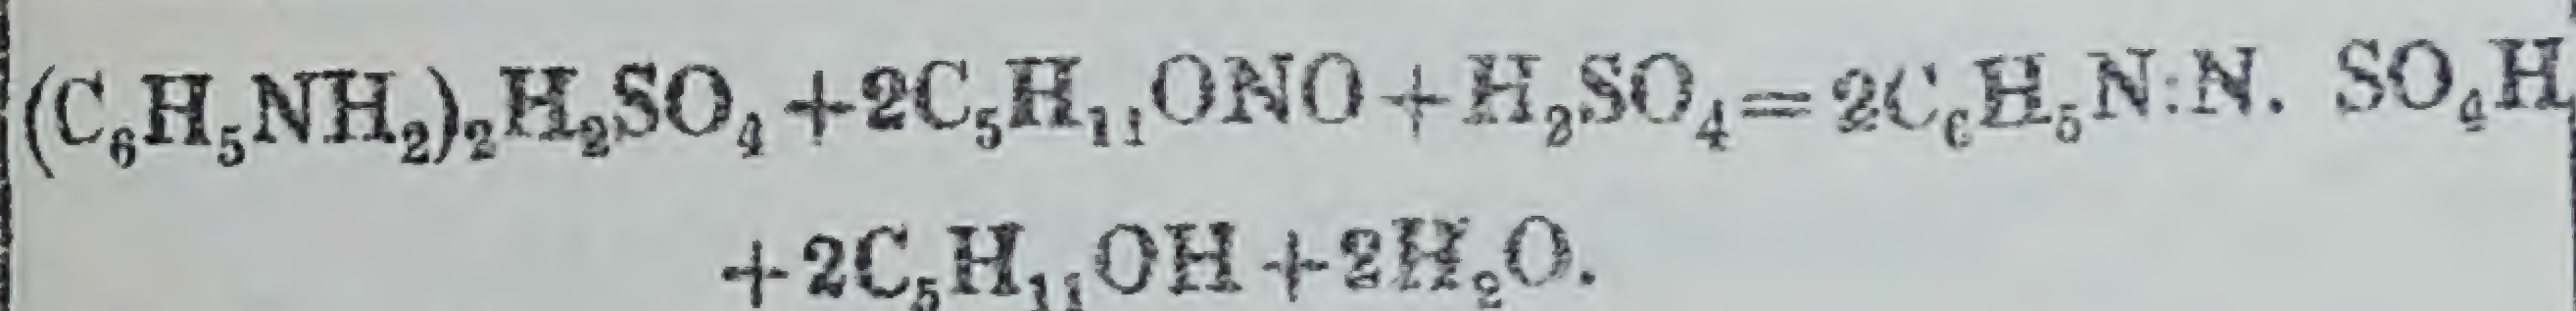 (C₆H₅NH₂)₂H₂SO₄+2C₅H₁₁ONO+H₂SO₄=2C₆H₅N:N. SO₄H
+2C₅H₁₁OH+2H₂O.